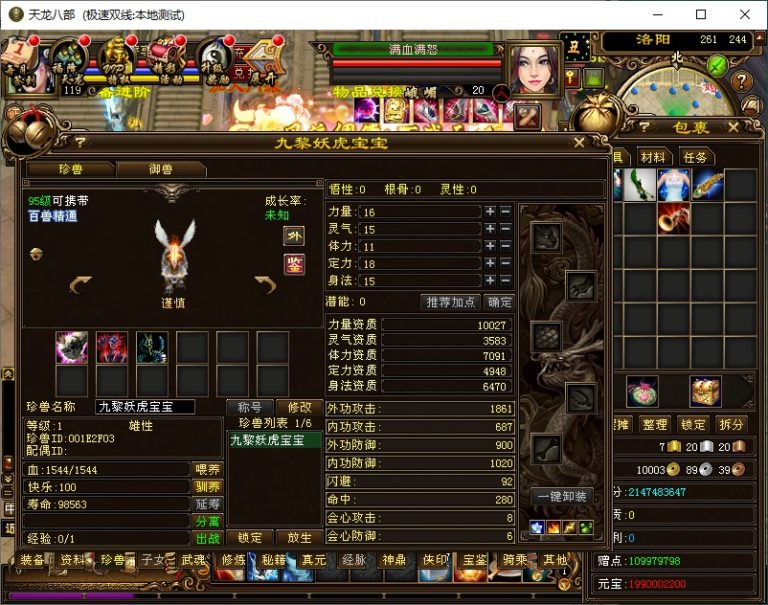 天龙八部 (极速双线:本地测试)
满血满怒
洛阳 261 244
北
119
20
九黎妖虎宝宝
包裹
珍兽 御兽
材料 任务
95级可携带
百兽精通
成长率:
未知
外
鉴
谨慎
悟性:0 根骨:0 灵性:0
力量: 16
灵气: 15
体力: 11
定力: 18
身法: 15
潜能: 0 推荐加点 确定
力量资质 10027
灵气资质 3583
体力资质 7091
定力资质 4948
身法资质 6470
外功攻击: 1861
内功攻击: 687
外功防御: 900
内功防御: 1020
闪避: 92
命中: 280
会心攻击: 8
会心防御: 6
一键卸装
珍兽名称 九黎妖虎宝宝 称号 修改
等级:1 雄性
珍兽ID:001E2F03
配偶ID:
珍兽列表 1/6
九黎妖虎宝宝
血:1544/1544 喂养
快乐:100 驯养
寿命:98563 延寿
分离
经验:0/1 出战
锁定 放生
整理 锁定 拆分
7 20 20
10003 89 39
2147483647
:0
:0
赠点:109979798
元宝:1990002200
装备 资料 珍兽 子女 武魂 修炼 秘籍 真元 经脉 神鼎 侠印 宝鉴 骑乘 其他